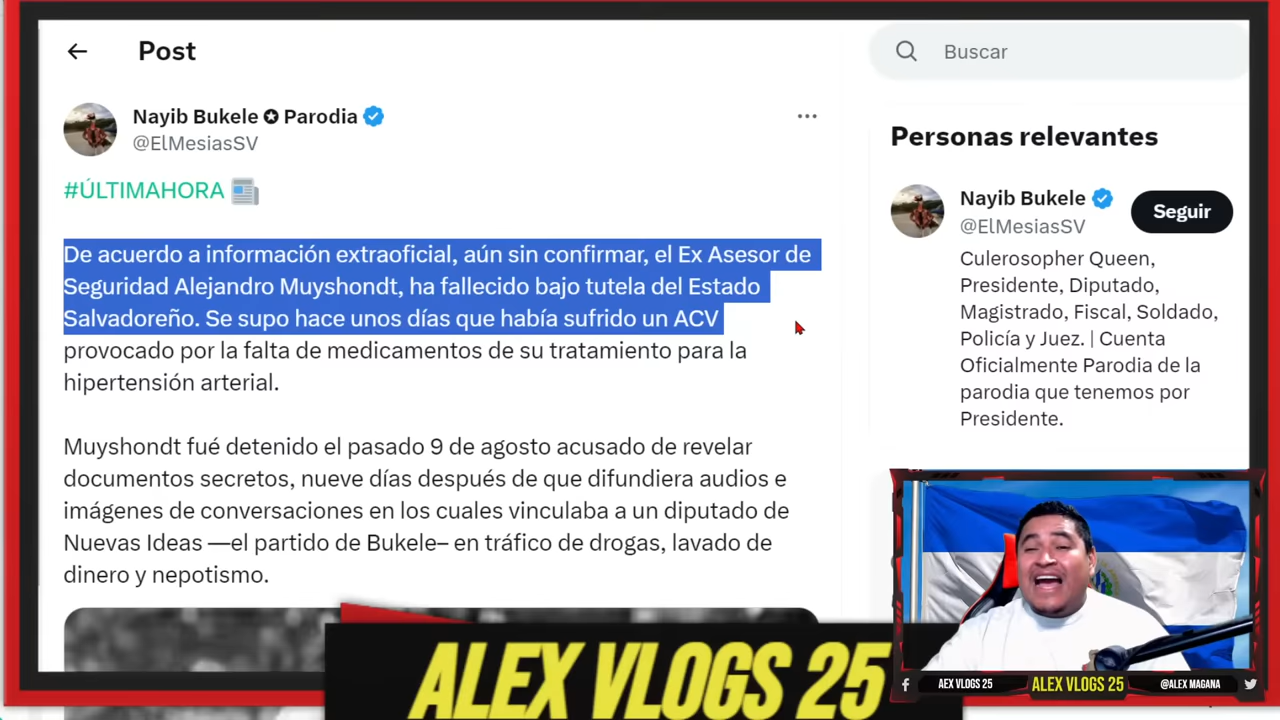 Post
Buscar
Nayib Bukele ✪ Parodia
@ElMesiasSV
#ÚLTIMAHORA
De acuerdo a información extraoficial, aún sin confirmar, el Ex Asesor de
Seguridad Alejandro Muyshondt, ha fallecido bajo tutela del Estado
Salvadoreño. Se supo hace unos días que había sufrido un ACV
provocado por la falta de medicamentos de su tratamiento para la
hipertensión arterial.
Muyshondt fué detenido el pasado 9 de agosto acusado de revelar
documentos secretos, nueve días después de que difundiera audios e
imágenes de conversaciones en los cuales vinculaba a un diputado de
Nuevas Ideas —el partido de Bukele– en tráfico de drogas, lavado de
dinero y nepotismo.
Personas relevantes
Nayib Bukele
@ElMesiasSV
Seguir
Culerosopher Queen,
Presidente, Diputado,
Magistrado, Fiscal, Soldado,
Policía y Juez. | Cuenta
Oficialmente Parodia de la
parodia que tenemos por
Presidente.
ALEX VLOGS 25
AEX VLOGS 25
ALEX VLOGS 25
@ALEX MAGANA